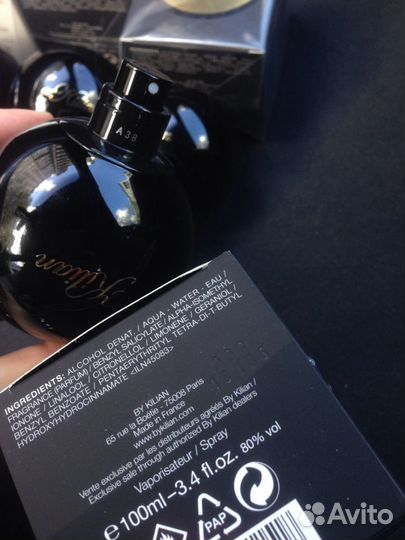 A38
Kilian
INGREDIENTS: ALCOHOL DENAT. / AQUA - WATER - EAU /
FRAGRANCE (PARFUM) / BENZYL SALICYLATE / ALPHA-ISOMETHYL
IONONE / LINALOOL / CITRONELLOL / LIMONENE / GERANIOL
BENZYL BENZOATE / PENTAERYTHRITYL TETRA-DI-T-BUTYL
HYDROXYHYDROCINNAMATE <ILN45083>
BY KILIAN
65 rue la Boétie, 75008 Paris
Made in France
www.bykilian.com
Vente exclusive par les distributeurs agréés By Kilian /
Exclusive sale through authorized By Kilian dealers
Vaporisateur / Spray
e 100ml-3.4 fl.oz. 80% vol
PAP
Avito